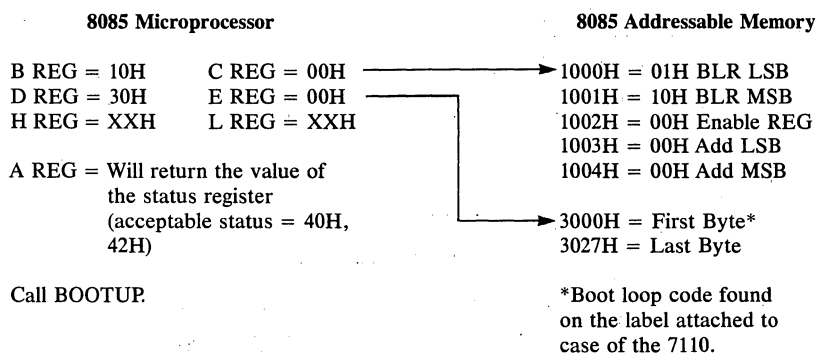 8085 Microprocessor
8085 Addressable Memory
B REG = 10H C REG = 00H
D REG = 30H E REG = 00H
H REG = XXH L REG = XXH
A REG = Will return the value of
the status register
(acceptable status = 40H,
42H)
Call BOOTUP.
1000H = 01H BLR LSB
1001H = 10H BLR MSB
1002H = 00H Enable REG
1003H = 00H Add LSB
1004H = 00H Add MSB
3000H = First Byte*
3027H = Last Byte
*Boot loop code found
on the label attached to
case of the 7110.